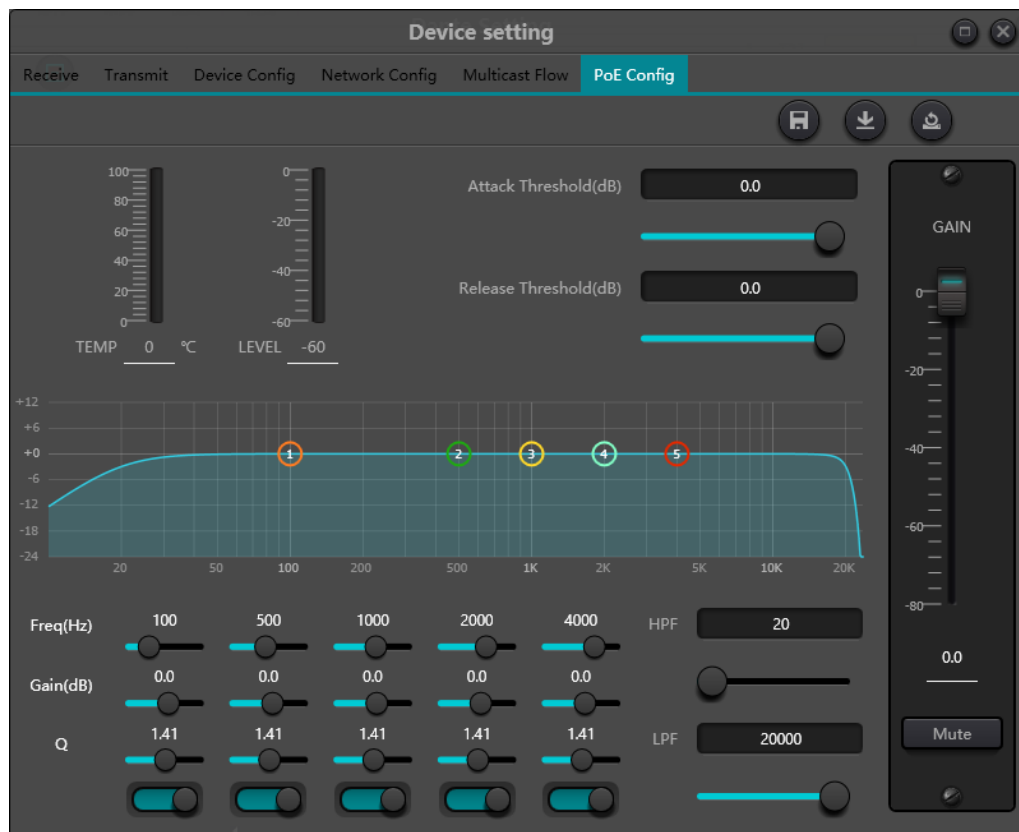 Device setting
Receive Transmit Device Config Network Config Multicast Flow PoE Config
100 80 60 40 20 0
TEMP 0 ℃
0 -20 -40 -60
LEVEL -60
Attack Threshold(dB) 0.0
Release Threshold(dB) 0.0
+12
+6
+0
-6
-12
-18
-24
1 2 3 4 5
20 50 100 200 500 1K 2K 5K 10K 20K
Freq(Hz) 100 500 1000 2000 4000
Gain(dB) 0.0 0.0 0.0 0.0 0.0
Q 1.41 1.41 1.41 1.41 1.41
HPF 20
LPF 20000
GAIN
0
-20
-40
-60
-80
0.0
Mute